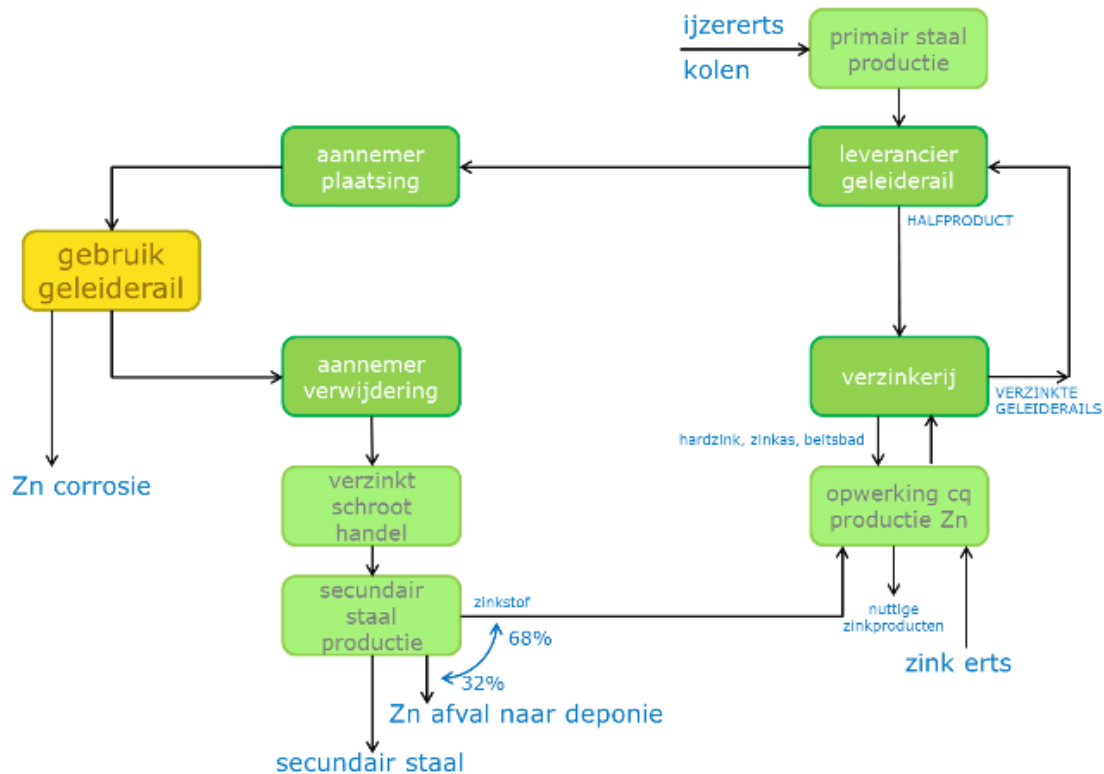 ijzererts
kolen
primair staal
productie
aannemer
plaatsing
leverancier
geleiderail
HALFPRODUCT
gebruik
geleiderail
aannemer
verwijdering
verzinkerij
VERZINKTE
GELEIDERAILS
hardzink, zinkas, beitsbad
Zn corrosie
verzinkt
schroot
handel
opwerking cq
productie Zn
secundair
staal
productie
zinkstof
68%
32%
nuttige
zinkproducten
zink erts
Zn afval naar deponie
secundair staal